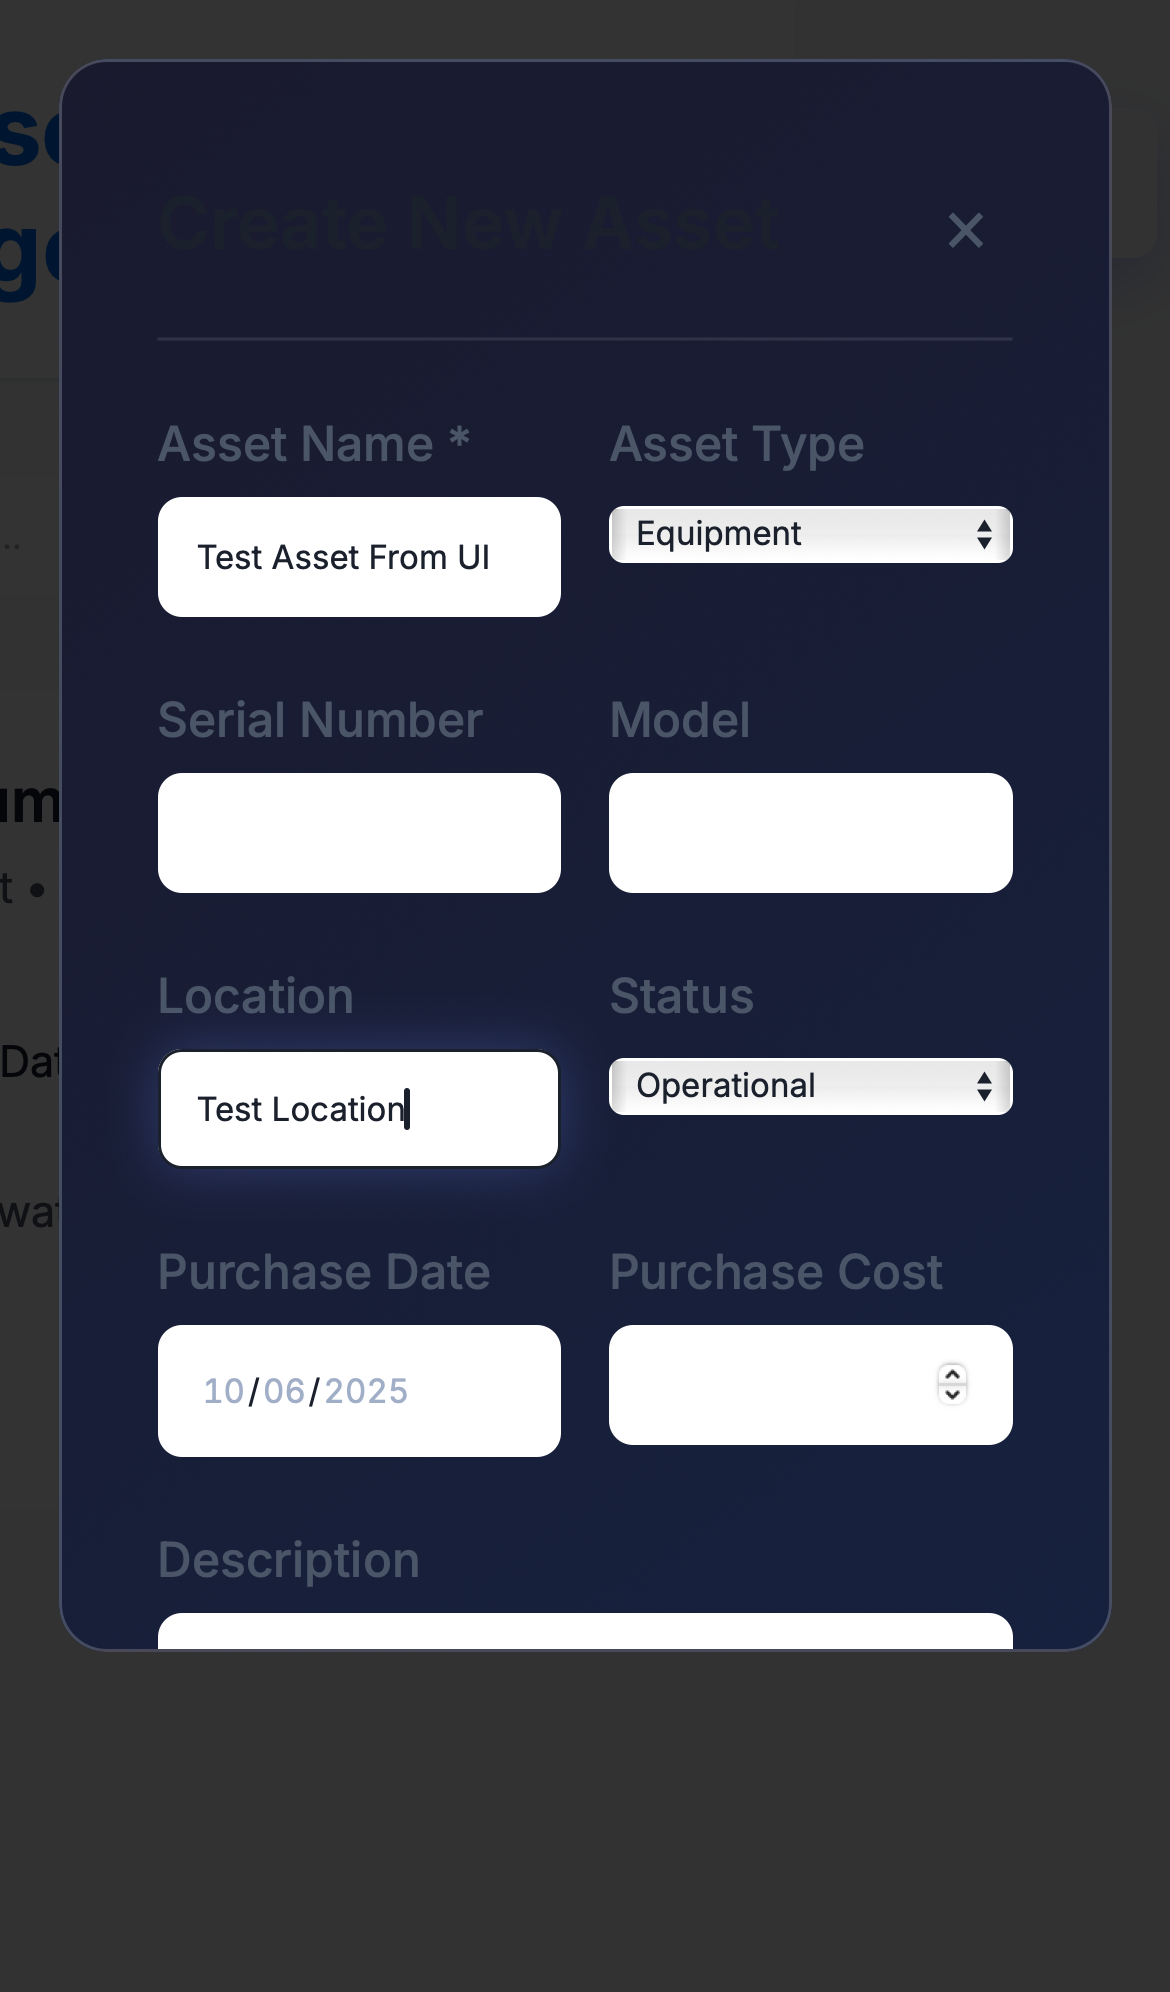 Create New Asset
Asset Name *
Asset Type
Test Asset From UI
Equipment
Serial Number
Model
Location
Status
Test Location
Operational
Purchase Date
Purchase Cost
10/06/2025
Description